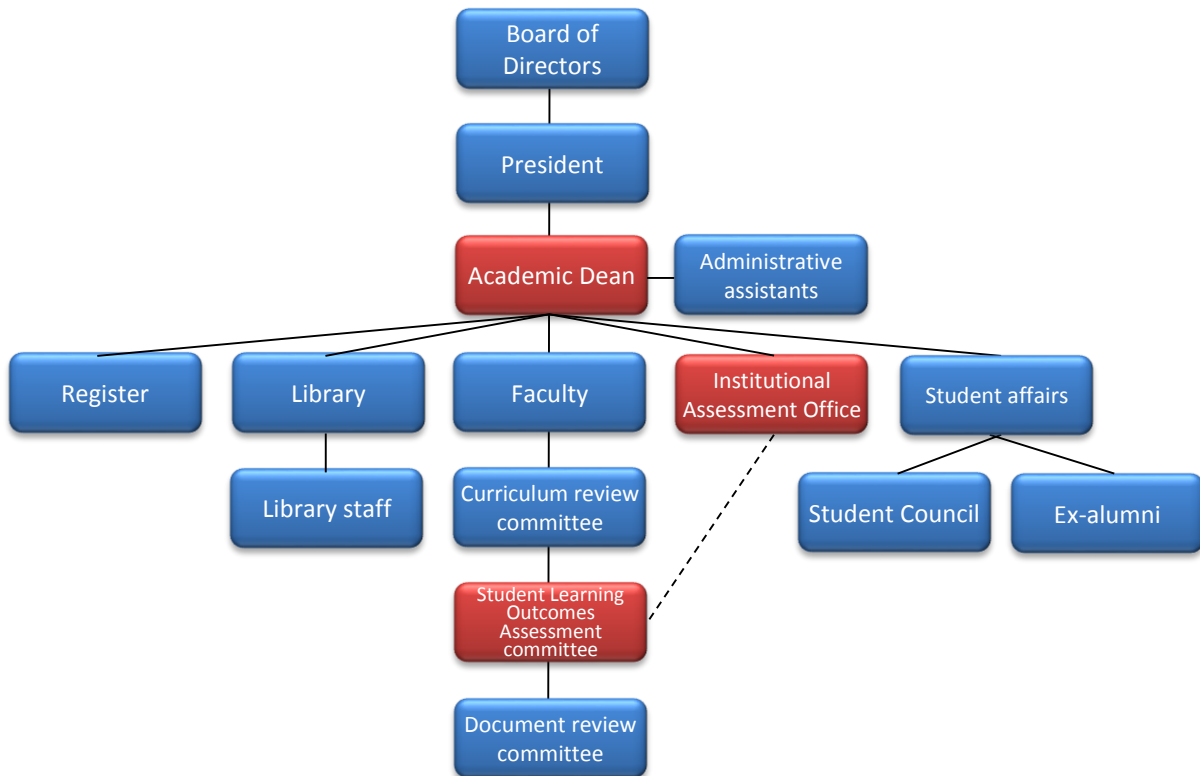 Board of
Directors
President
Academic Dean
Administrative
assistants
Register
Library
Faculty
Institutional
Assessment Office
Student affairs
Library staff
Curriculum review
committee
Student Council
Ex-alumni
Student Learning
Outcomes
Assessment
committee
Document review
committee